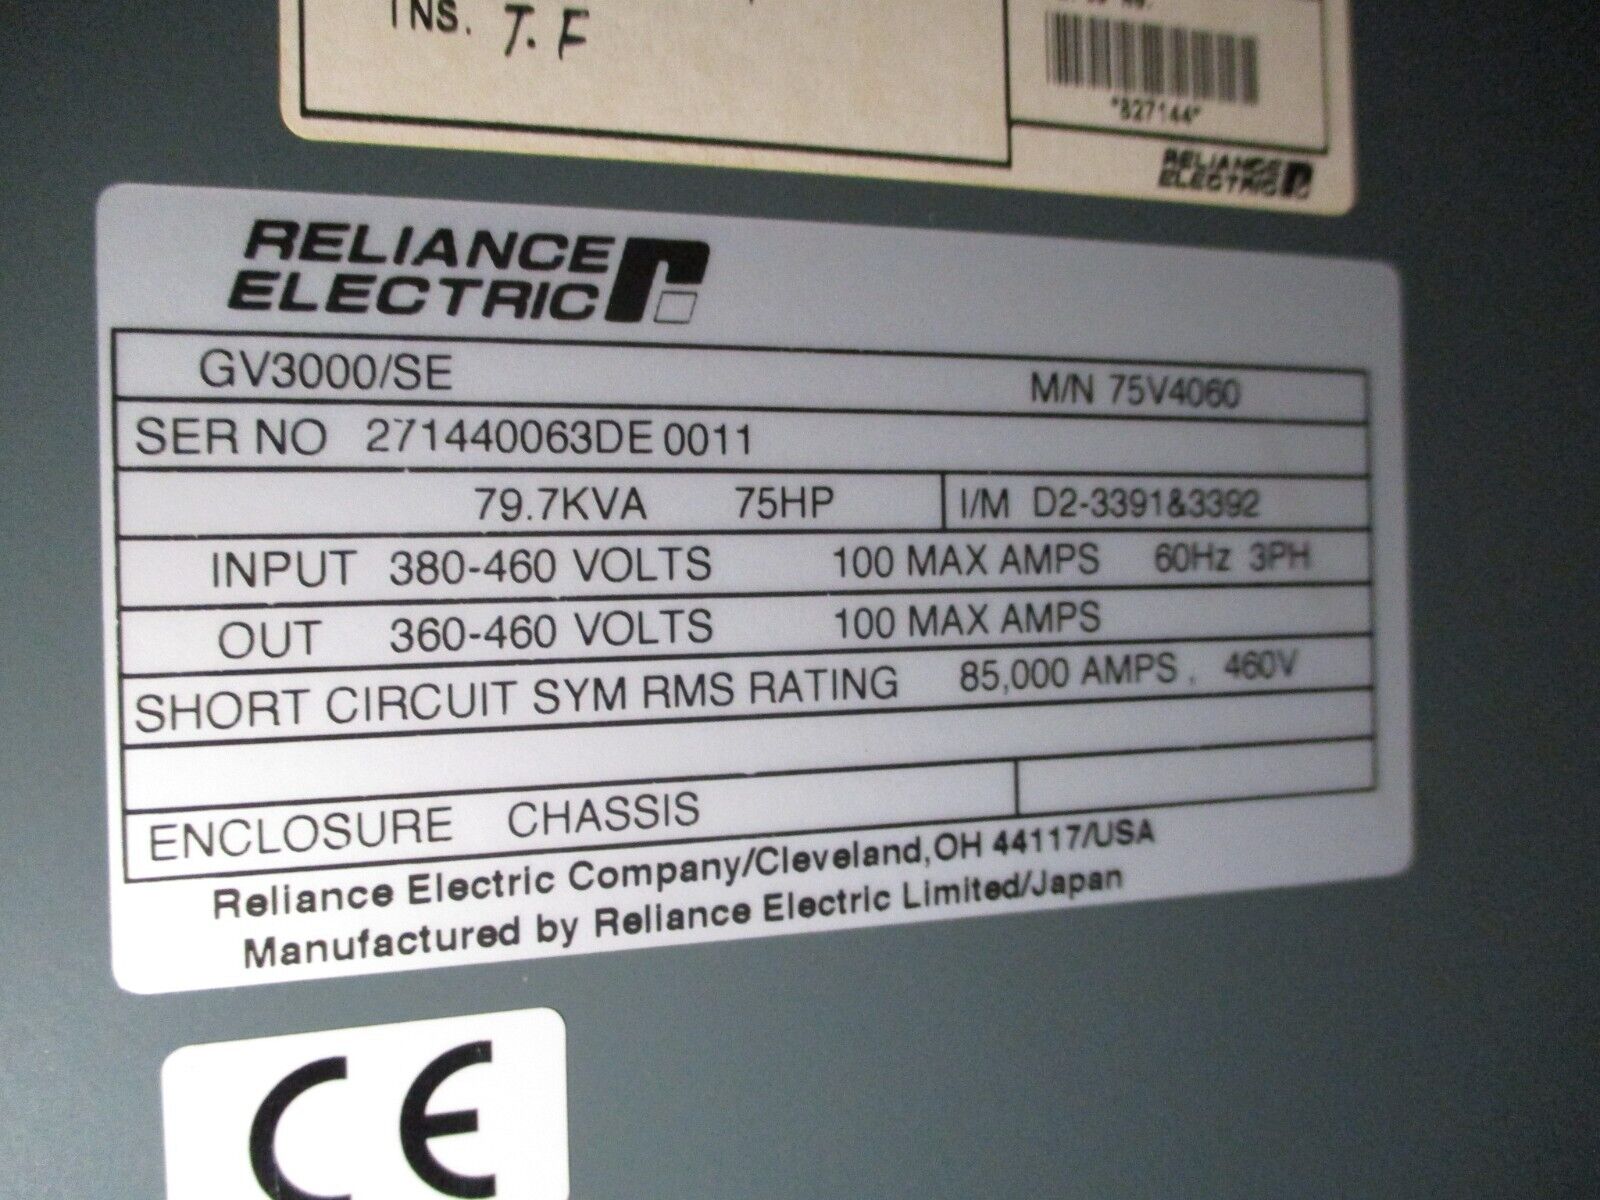 INS. T.F
*827144*
RELIANCE
ELECTRIC
RELIANCE
ELECTRIC
GV3000/SE M/N 75V4060
SER NO 271440063DE 0011
79.7KVA 75HP I/M D2-3391&3392
INPUT 380-460 VOLTS 100 MAX AMPS 60Hz 3PH
OUT 360-460 VOLTS 100 MAX AMPS
SHORT CIRCUIT SYM RMS RATING 85,000 AMPS, 460V
ENCLOSURE CHASSIS
Reliance Electric Company/Cleveland,OH 44117/USA
Manufactured by Reliance Electric Limited/Japan
CE